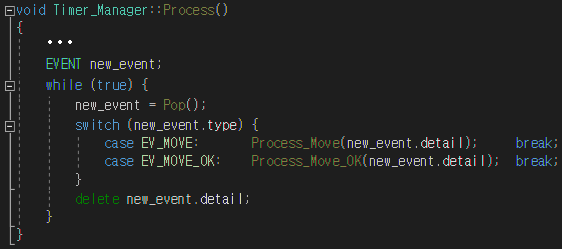 void Timer_Manager::Process()
{
...
EVENT new_event;
while (true) {
new_event = Pop();
switch (new_event.type) {
case EV_MOVE: Process_Move(new_event.detail); break;
case EV_MOVE_OK: Process_Move_OK(new_event.detail); break;
}
delete new_event.detail;
}
}